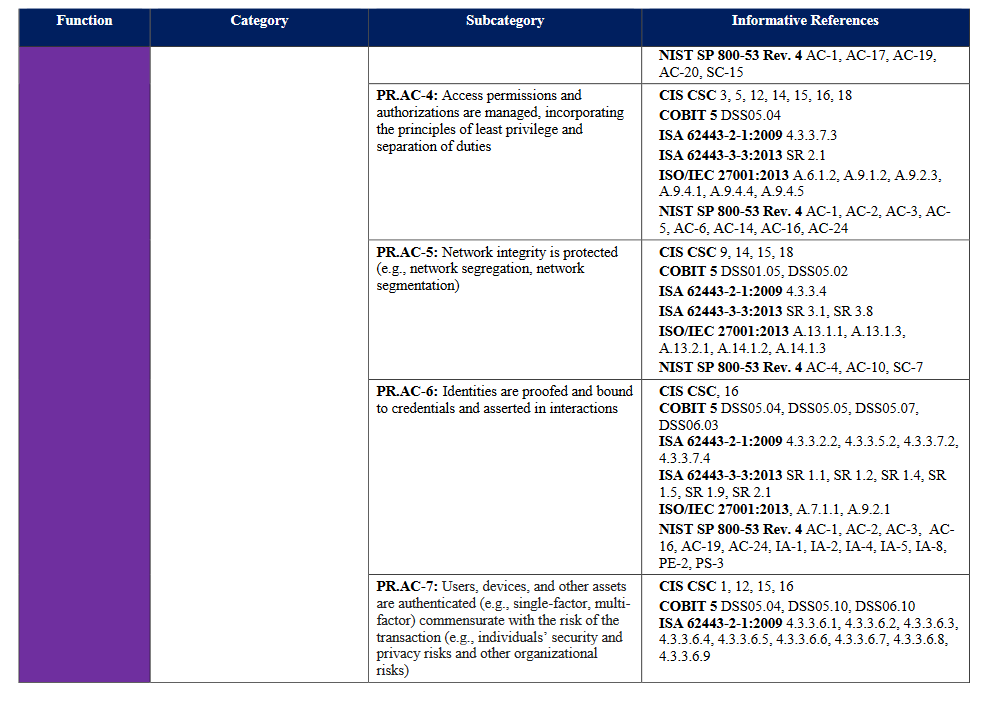 Function Category Subcategory Informative References
NIST SP 800-53 Rev. 4 AC-1, AC-17, AC-19,
AC-20, SC-15
PR.AC-4: Access permissions and
authorizations are managed, incorporating
the principles of least privilege and
separation of duties
CIS CSC 3, 5, 12, 14, 15, 16, 18
COBIT 5 DSS05.04
ISA 62443-2-1:2009 4.3.3.7.3
ISA 62443-3-3:2013 SR 2.1
ISO/IEC 27001:2013 A.6.1.2, A.9.1.2, A.9.2.3,
A.9.4.1, A.9.4.4, A.9.4.5
NIST SP 800-53 Rev. 4 AC-1, AC-2, AC-3, AC-
5, AC-6, AC-14, AC-16, AC-24
PR.AC-5: Network integrity is protected
(e.g., network segregation, network
segmentation)
CIS CSC 9, 14, 15, 18
COBIT 5 DSS01.05, DSS05.02
ISA 62443-2-1:2009 4.3.3.4
ISA 62443-3-3:2013 SR 3.1, SR 3.8
ISO/IEC 27001:2013 A.13.1.1, A.13.1.3,
A.13.2.1, A.14.1.2, A.14.1.3
NIST SP 800-53 Rev. 4 AC-4, AC-10, SC-7
PR.AC-6: Identities are proofed and bound
to credentials and asserted in interactions
CIS CSC, 16
COBIT 5 DSS05.04, DSS05.05, DSS05.07,
DSS06.03
ISA 62443-2-1:2009 4.3.3.2.2, 4.3.3.5.2, 4.3.3.7.2,
4.3.3.7.4
ISA 62443-3-3:2013 SR 1.1, SR 1.2, SR 1.4, SR
1.5, SR 1.9, SR 2.1
ISO/IEC 27001:2013, A.7.1.1, A.9.2.1
NIST SP 800-53 Rev. 4 AC-1, AC-2, AC-3, AC-
16, AC-19, AC-24, IA-1, IA-2, IA-4, IA-5, IA-8,
PE-2, PS-3
PR.AC-7: Users, devices, and other assets
are authenticated (e.g., single-factor, multi-
factor) commensurate with the risk of the
transaction (e.g., individuals' security and
privacy risks and other organizational
risks)
CIS CSC 1, 12, 15, 16
COBIT 5 DSS05.04, DSS05.10, DSS06.10
ISA 62443-2-1:2009 4.3.3.6.1, 4.3.3.6.2, 4.3.3.6.3,
4.3.3.6.4, 4.3.3.6.5, 4.3.3.6.6, 4.3.3.6.7, 4.3.3.6.8,
4.3.3.6.9